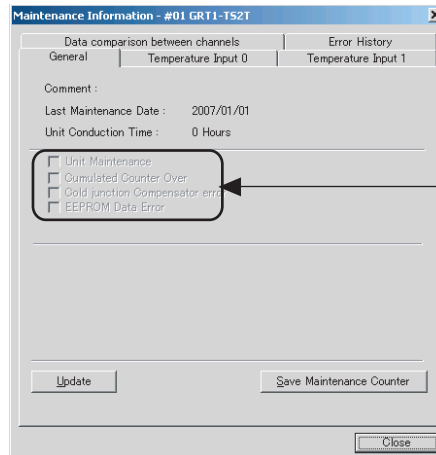 Maintenance Information - #01 GRT1-TS2T
Data comparison between channels Error History
General Temperature Input 0 Temperature Input 1
Comment :
Last Maintenance Date : 2007/01/01
Unit Conduction Time : 0 Hours
Unit Maintenance
Cumulated Counter Over
Cold junction Compensator error
EEPROM Data Error
Update Save Maintenance Counter
Close